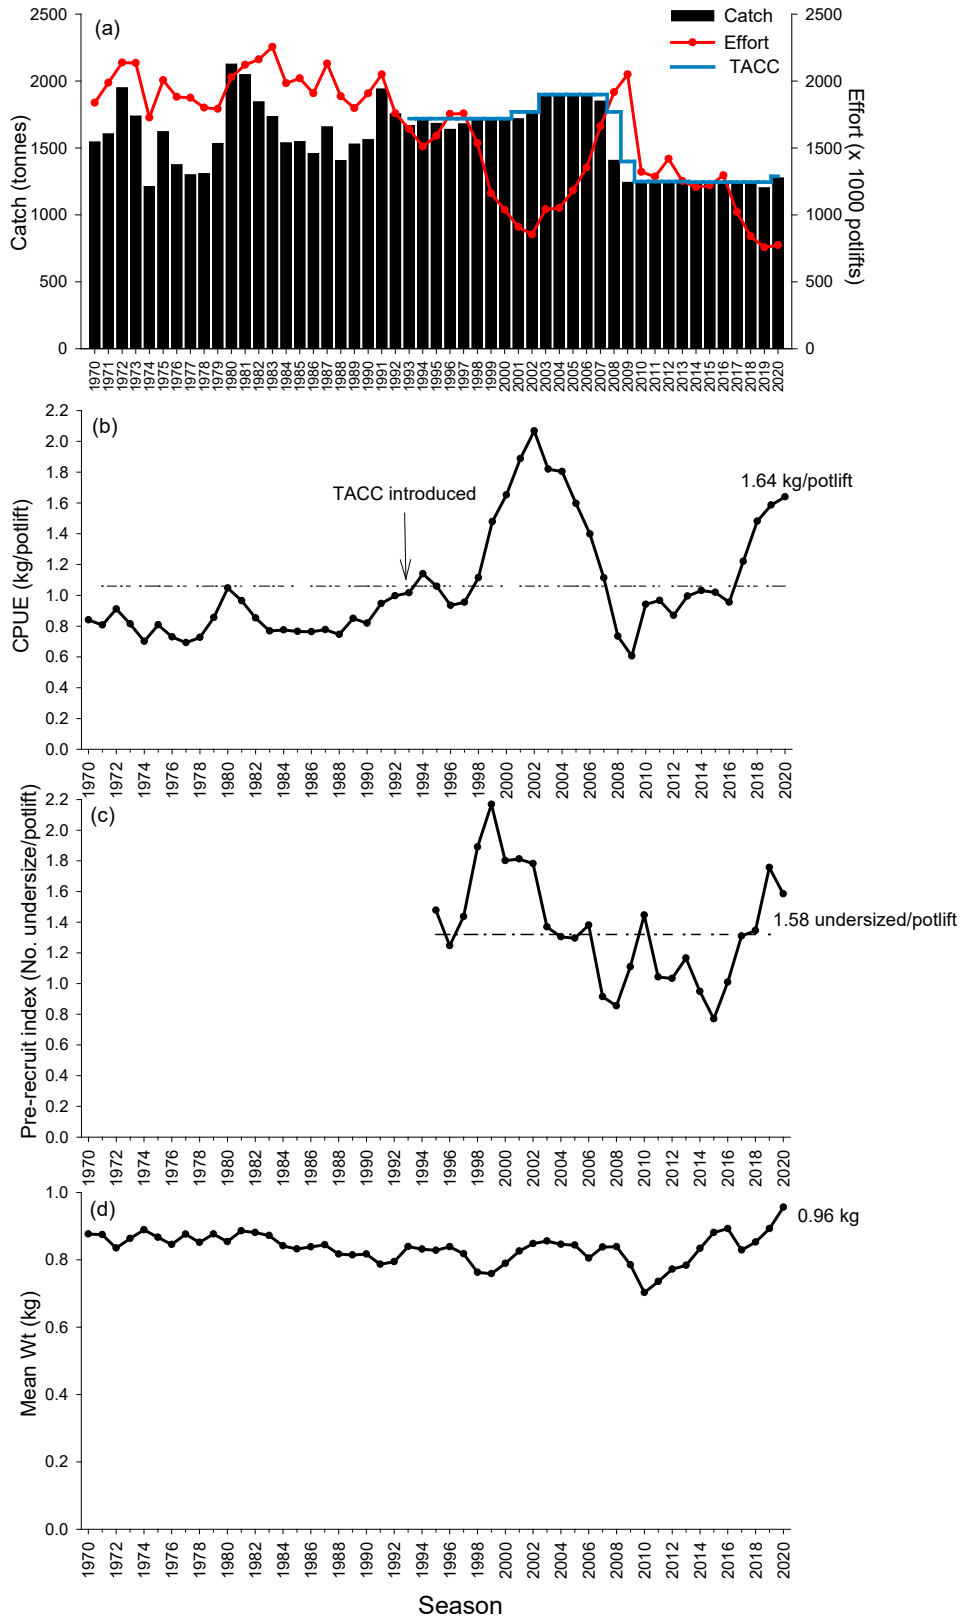 (a)
Catch
Effort
TACC
Catch (tonnes)
Effort (x 1000 potlifts)
2500 2500
2000 2000
1500 1500
1000 1000
500 500
0 0
1970 1971 1972 1973 1974 1975 1976 1977 1978 1979 1980 1981 1982 1983 1984 1985 1986 1987 1988 1989 1990 1991 1992 1993 1994 1995 1996 1997 1998 1999 2000 2001 2002 2003 2004 2005 2006 2007 2008 2009 2010 2011 2012 2013 2014 2015 2016 2017 2018 2019 2020
(b)
CPUE (kg/potlift)
TACC introduced
1.64 kg/potlift
2.2
2.0
1.8
1.6
1.4
1.2
1.0
0.8
0.6
0.4
0.2
0.0
1970 1972 1974 1976 1978 1980 1982 1984 1986 1988 1990 1992 1994 1996 1998 2000 2002 2004 2006 2008 2010 2012 2014 2016 2018 2020
(c)
Pre-recruit index (No. undersize/potlift)
1.58 undersized/potlift
2.2
2.0
1.8
1.6
1.4
1.2
1.0
0.8
0.6
0.4
0.2
0.0
1970 1972 1974 1976 1978 1980 1982 1984 1986 1988 1990 1992 1994 1996 1998 2000 2002 2004 2006 2008 2010 2012 2014 2016 2018 2020
(d)
Mean Wt (kg)
0.96 kg
1.0
0.8
0.6
0.4
0.2
0.0
1970 1972 1974 1976 1978 1980 1982 1984 1986 1988 1990 1992 1994 1996 1998 2000 2002 2004 2006 2008 2010 2012 2014 2016 2018 2020
Season